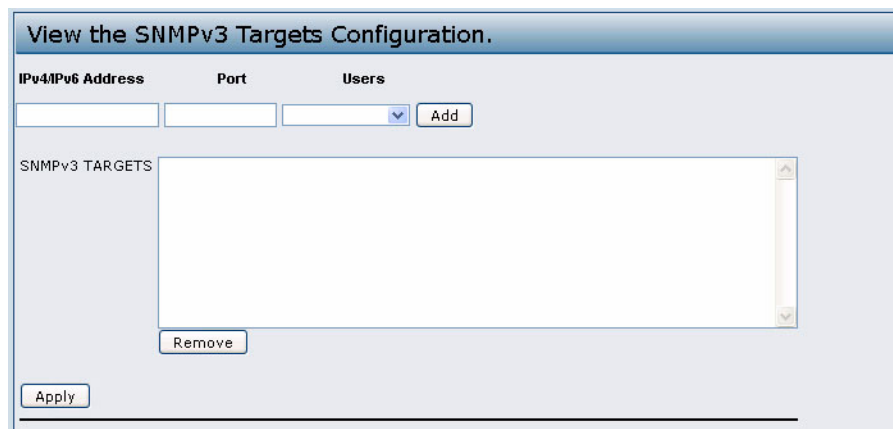 View the SNMPv3 Targets Configuration.
IPv4/IPv6 Address Port Users
Add
SNMPv3 TARGETS
Remove
Apply